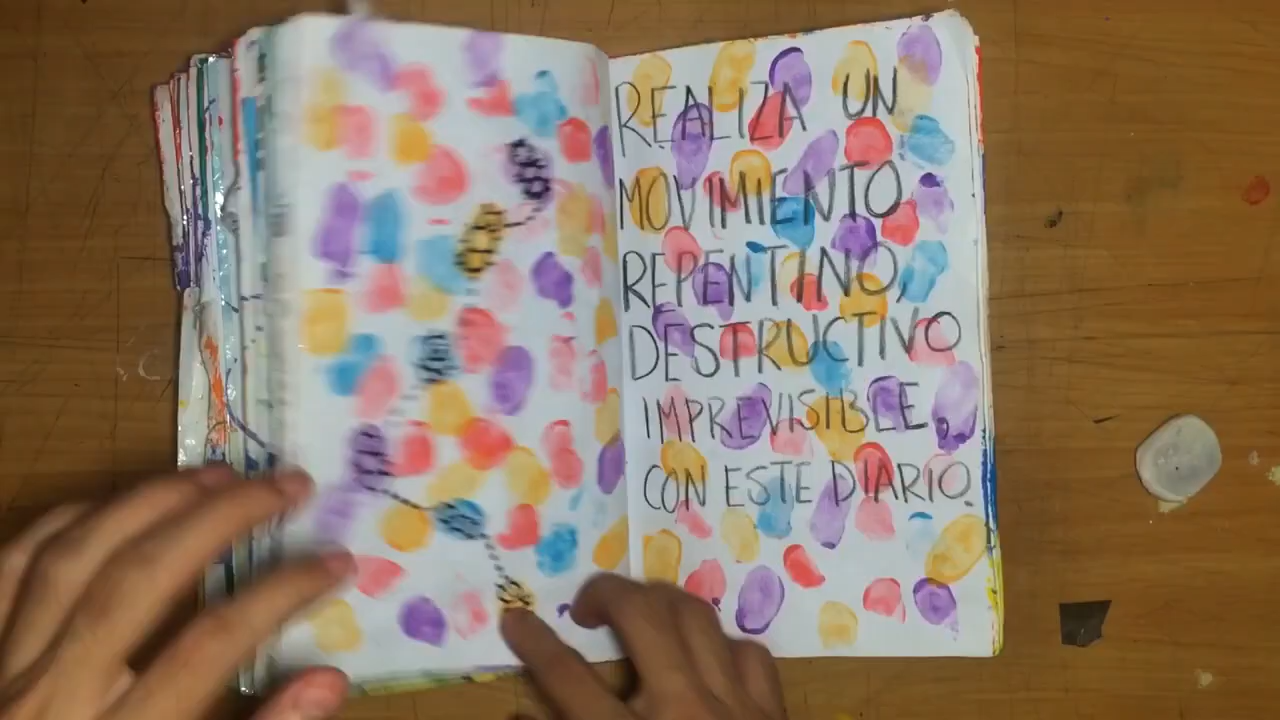 REALIZA UN
MOVIMIENTO
REPENTINO,
DESTRUCTIVO
IMPREVISIBLE,
CON ESTE DIARIO.